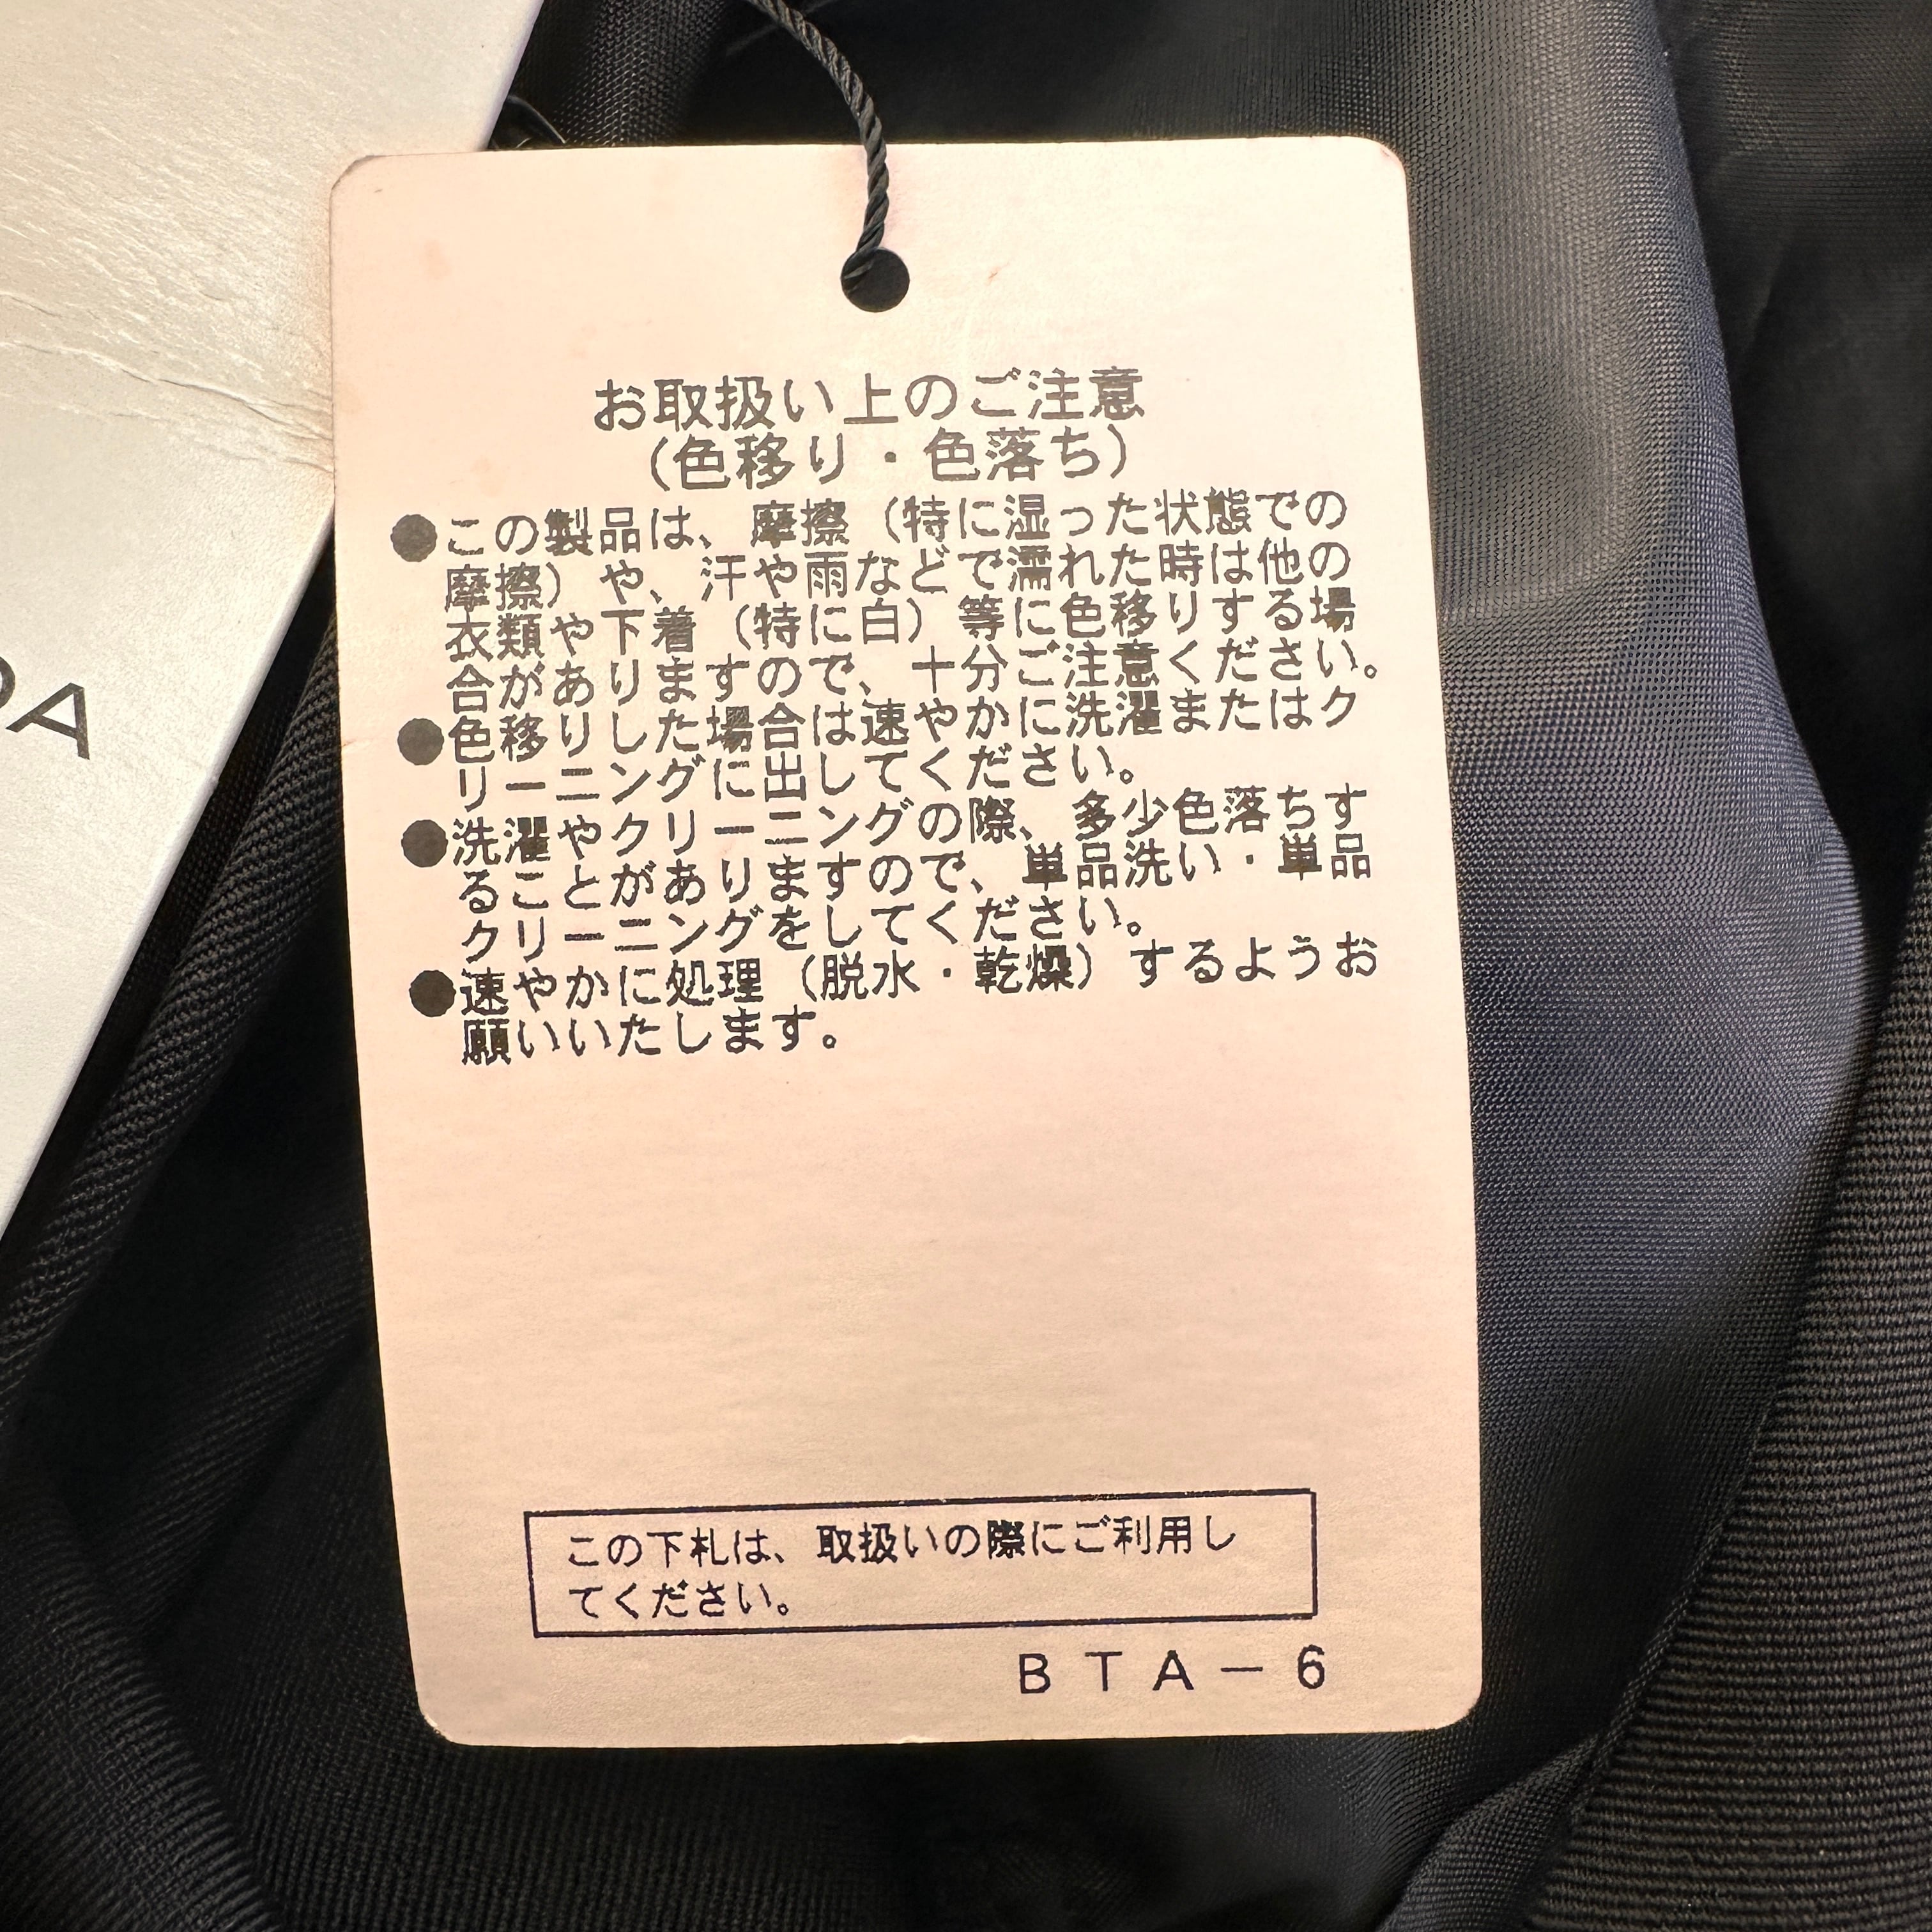 お取扱い上のご注意
(色移り・色落ち)
●この製品は、摩擦(特に湿った状態での
摩擦)や、汗や雨などで濡れた時は他の
衣類や下着(特に白)等に色移りする場
合がありますので、十分ご注意ください。
●色移りした場合は速やかに洗濯またはク
リーニングに出してください。
●洗濯やクリーニングの際、多少色落ちす
ることがありますので、単品洗い・単品
クリーニングをしてください。
●速やかに処理(脱水・乾燥)するようお
願いいたします。
この下札は、取扱いの際にご利用し
てください。
BTA-6